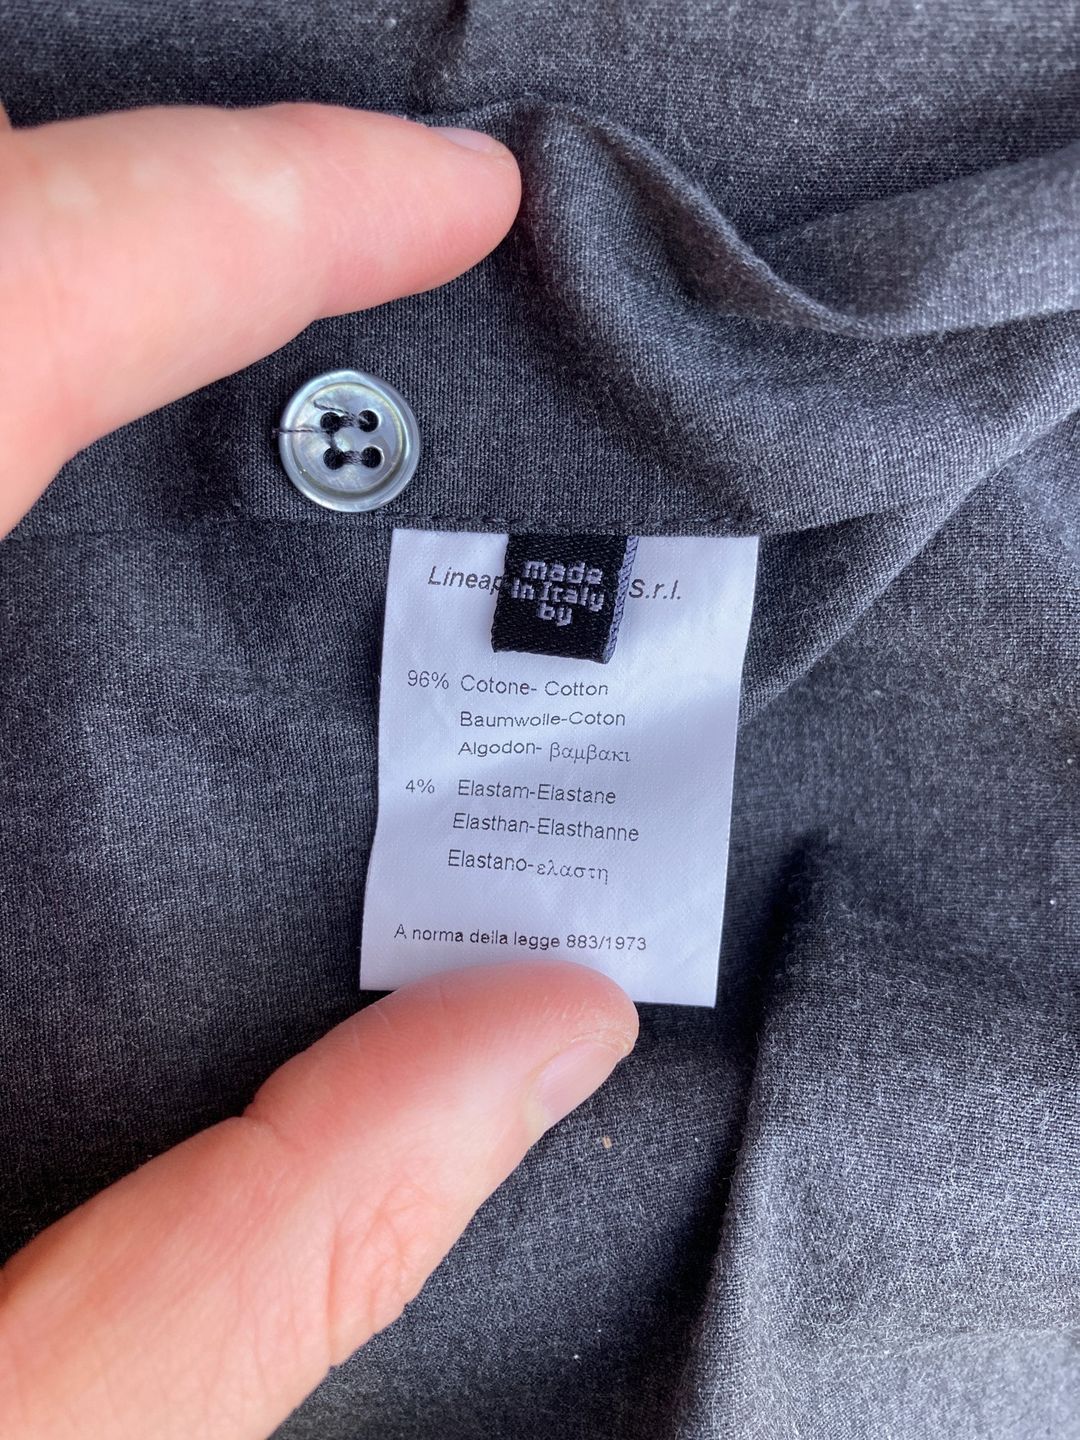 made
in Italy
by
S.r.l.
96% Cotone- Cotton
Baumwolle-Coton
Algodon- βαμβακι
4% Elastam-Elastane
Elasthan-Elasthanne
Elastano-ελαστη
A norma della legge 883/1973